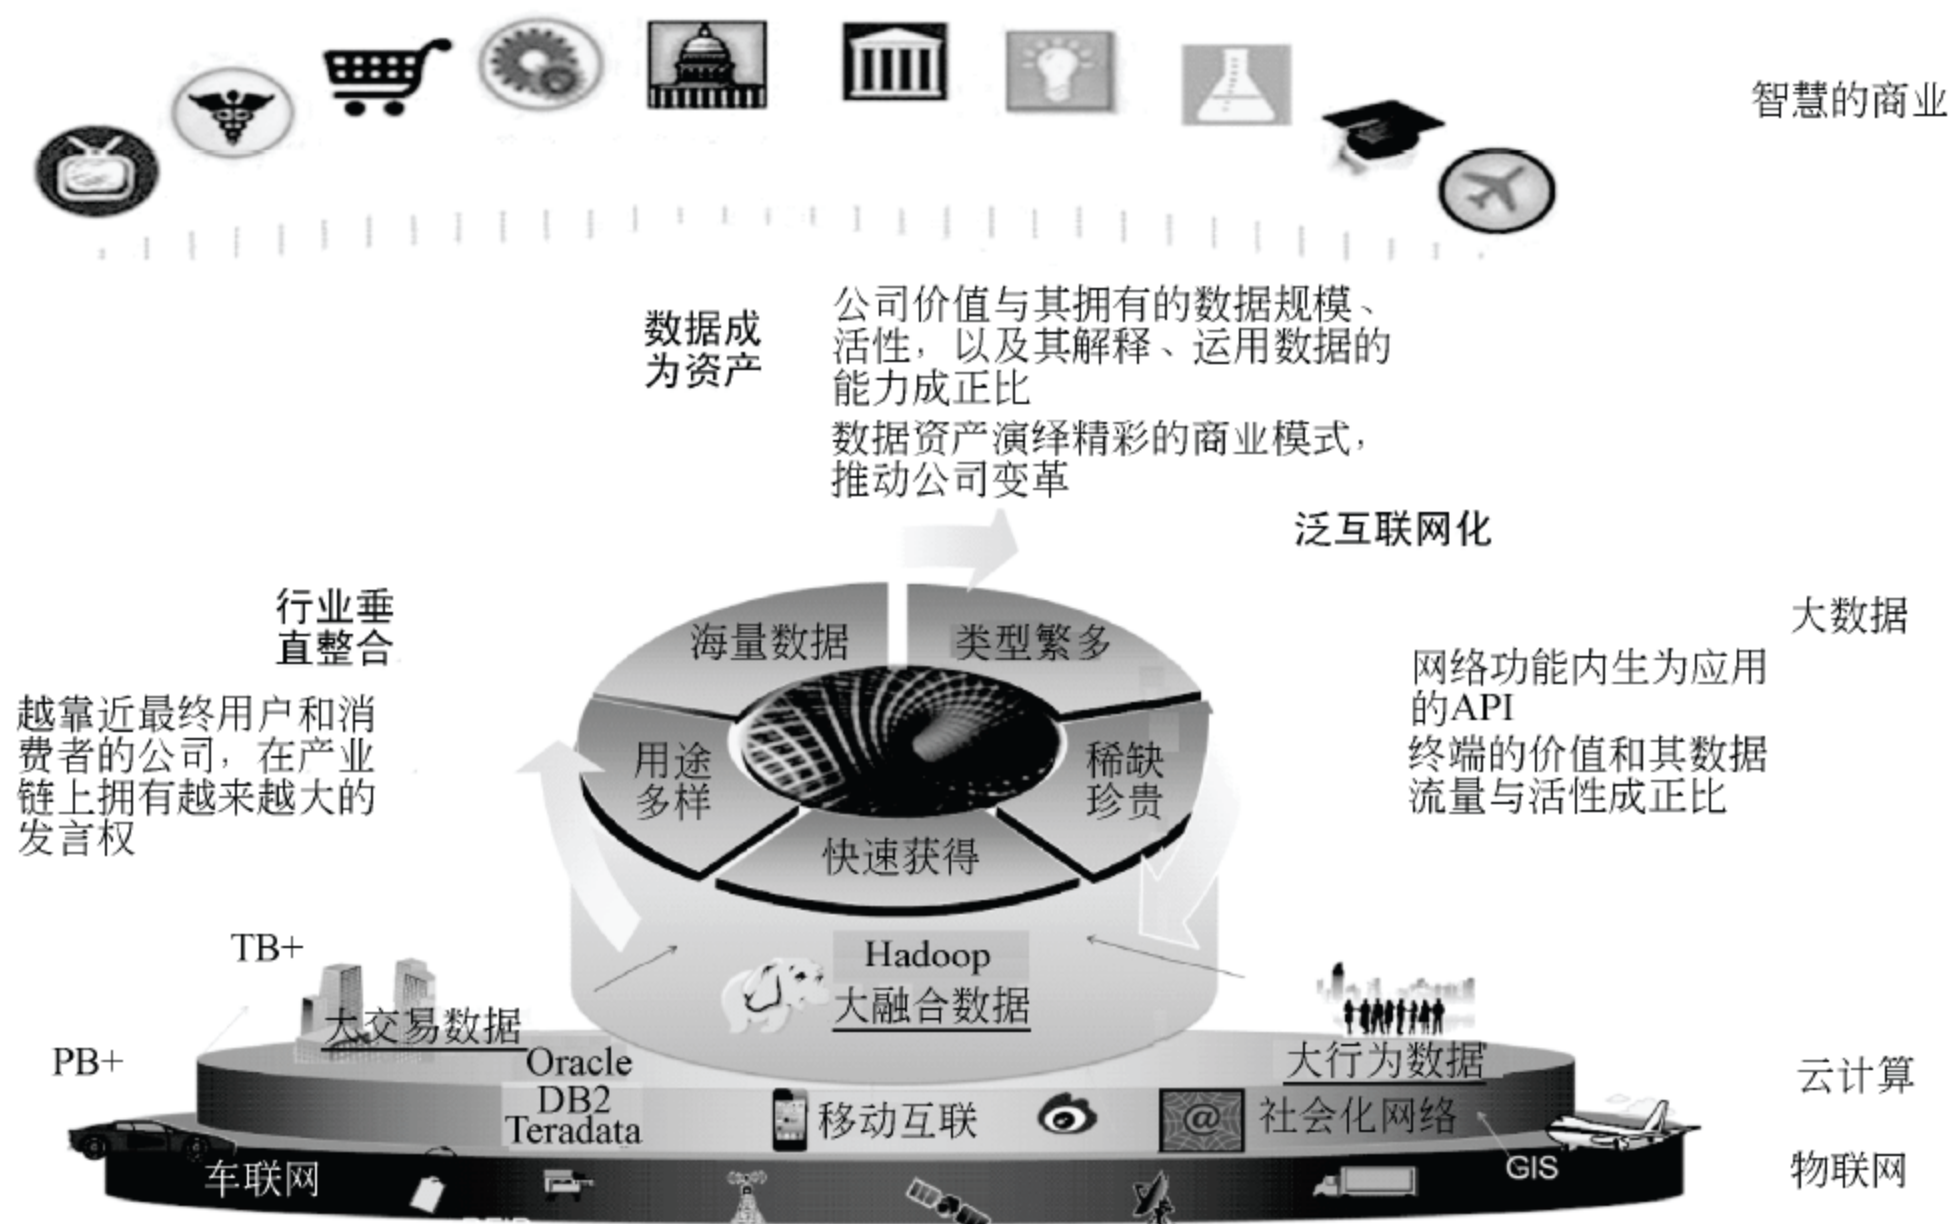 智慧的商业
数据成
为资产
公司价值与其拥有的数据规模、
活性，以及其解释、运用数据的
能力成正比
数据资产演绎精彩的商业模式，
推动公司变革
泛互联网化
行业垂
直整合
大数据
海量数据
类型繁多
网络功能内生为应用
的API
终端的价值和其数据
流量与活性成正比
越靠近最终用户和消
费者的公司，在产业
链上拥有越来越大的
发言权
用途
多样
稀缺
珍贵
快速获得
TB+
Hadoop
大融合数据
大交易数据
PB+
Oracle
DB2
Teradata
大行为数据
云计算
移动互联
@
社会化网络
车联网
GIS
物联网